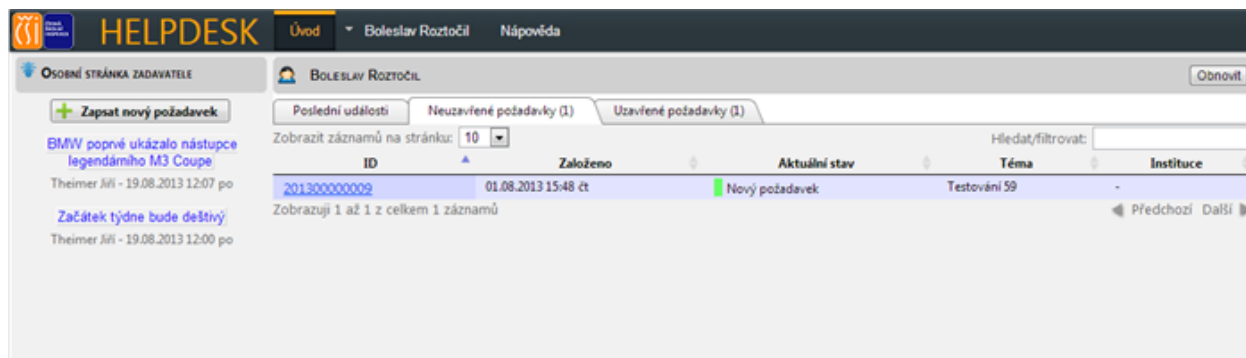 HELPDESK Úvod Boleslav Roztočil Nápověda
OSOBNÍ STRÁNKA ZADAVATELE
BOLESLAV ROZTOČIL
Obnovit
Zapsat nový požadavek
Poslední události Neuzavřené požadavky (1) Uzavřené požadavky (1)
BMW poprvé ukázalo nástupce
legendárního M3 Coupe
Theimer Jiří - 19.08.2013 12:07 po
Začátek týdne bude deštivý
Theimer Jiří - 19.08.2013 12:00 po
Zobrazit záznamů na stránku: 10
Hledat/filtrovat:
ID Založeno Aktuální stav Téma Instituce
201300000009 01.08.2013 15:48 čt Nový požadavek Testování 59 -
Zobrazuji 1 až 1 z celkem 1 záznamů
Předchozí Další